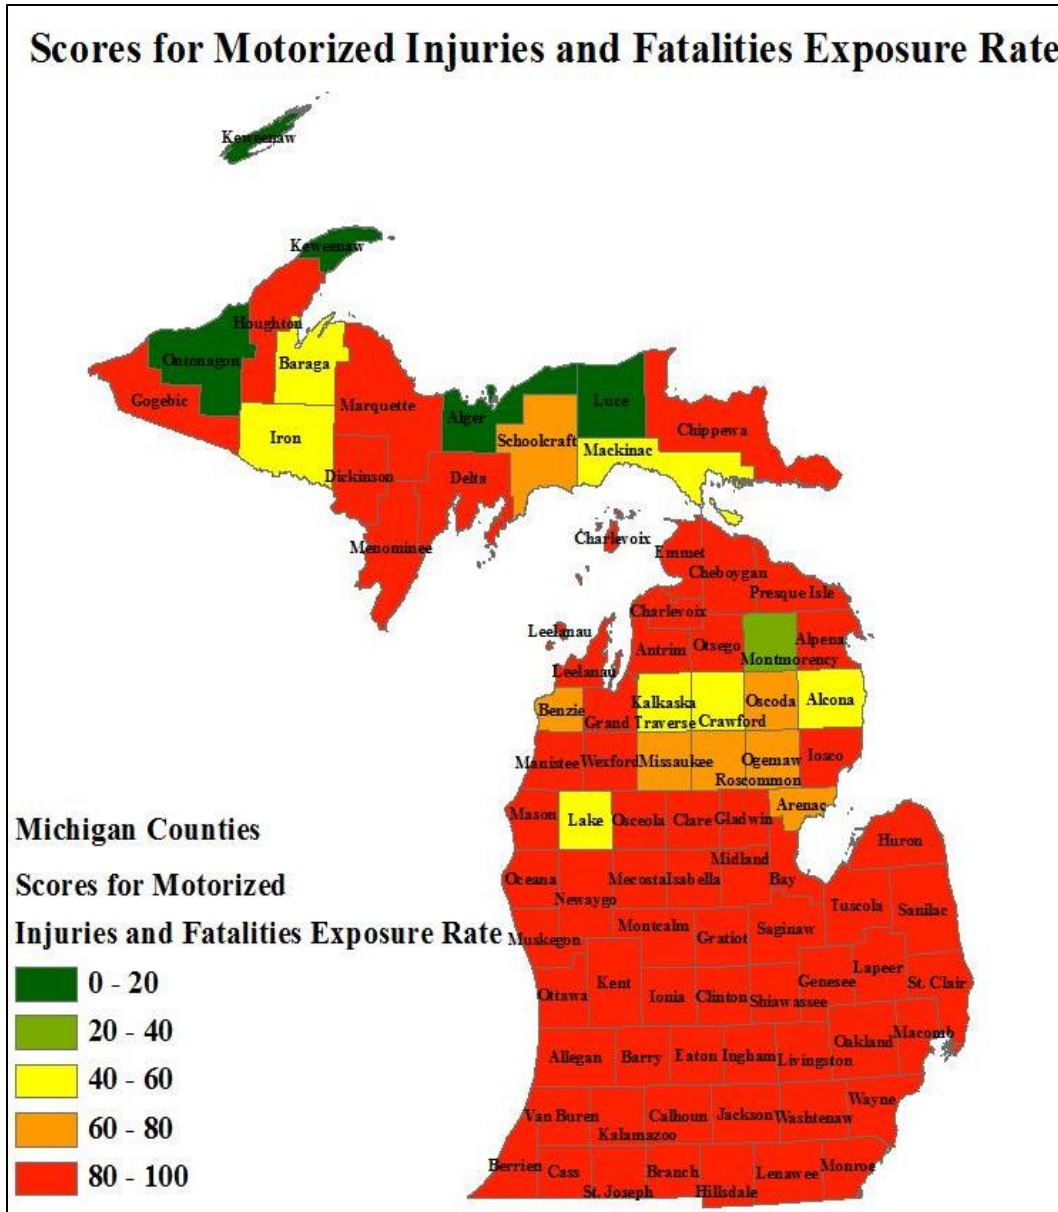 Scores for Motorized Injuries and Fatalities Exposure Rate
Keweenaw
Keweenaw
Houghton
Ontonagon
Baraga
Gogebic
Marquette
Alger
Luce
Chippewa
Iron
Schoolcraft
Mackinac
Dickinson
Delta
Menominee
Charlevoix
Emmet
Cheboygan
Presque Isle
Charlevoix
Leelanau
Antrim
Otsego
Alpena
Montmorency
Leelanau
Benzie
Kalkaska
Oscoda
Alcona
Grand Traverse
Crawford
Manistee
Wexford
Missaukee
Ogemaw
Iosco
Roscommon
Arenac
Mason
Lake
Osceola
Clare
Gladwin
Huron
Midland
Oceana
Newaygo
Mecosta
Isabella
Bay
Tuscola
Sanilac
Muskegon
Montcalm
Gratiot
Saginaw
Ottawa
Kent
Ionia
Clinton
Shiawassee
Genesee
Lapeer
St. Clair
Allegan
Barry
Eaton
Ingham
Livingston
Oakland
Macomb
Van Buren
Kalamazoo
Calhoun
Jackson
Washtenaw
Wayne
Berrien
Cass
St. Joseph
Branch
Hillsdale
Lenawee
Monroe
Michigan Counties
Scores for Motorized
Injuries and Fatalities Exposure Rate
0 - 20
20 - 40
40 - 60
60 - 80
80 - 100